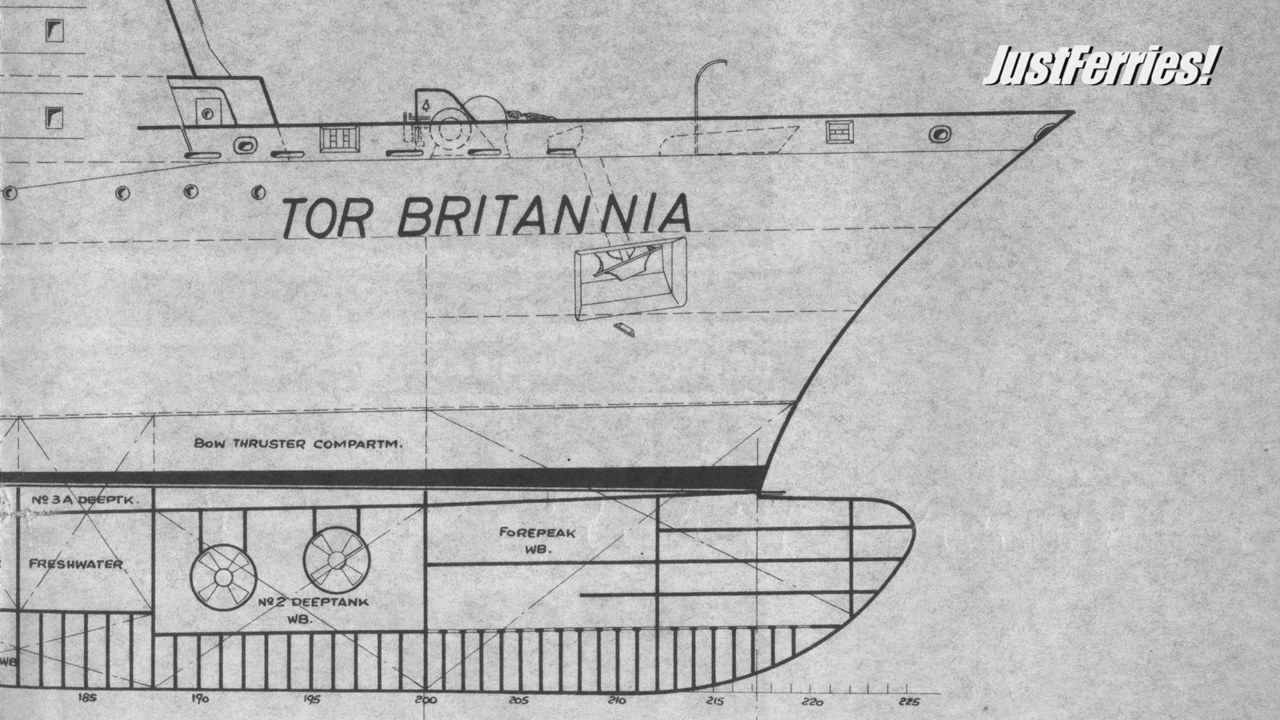 JustFerries!
TOR BRITANNIA
BOW THRUSTER COMPARTM.
Nº 3A DEEPTK.
FOREPEAK
WB.
FRESHWATER
Nº 2 DEEPTANK
WB.
WB
185 190 195 200 205 210 215 220 225